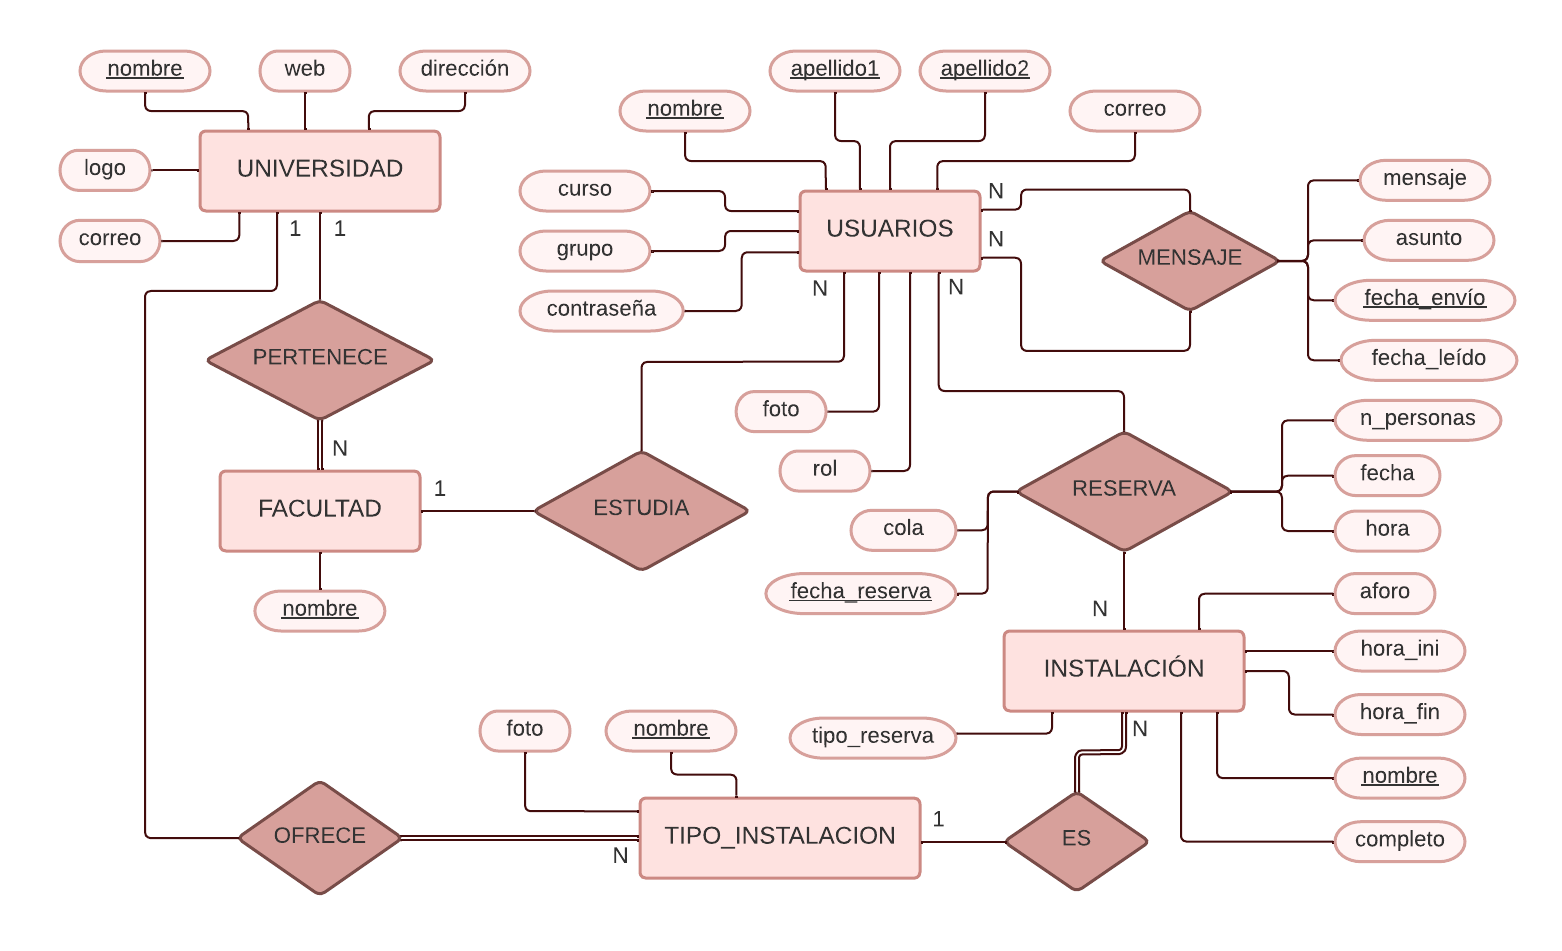 nombre
web
dirección
logo
UNIVERSIDAD
correo
1
1
PERTENECE
N
FACULTAD
1
nombre
apellido1
apellido2
nombre
correo
curso
grupo
contraseña
USUARIOS
N
N
N
N
MENSAJE
mensaje
asunto
fecha_envío
fecha_leído
foto
rol
ESTUDIA
RESERVA
n_personas
fecha
hora
cola
fecha_reserva
N
INSTALACIÓN
aforo
hora_ini
hora_fin
nombre
completo
tipo_reserva
N
foto
nombre
OFRECE
N
TIPO_INSTALACION
1
ES